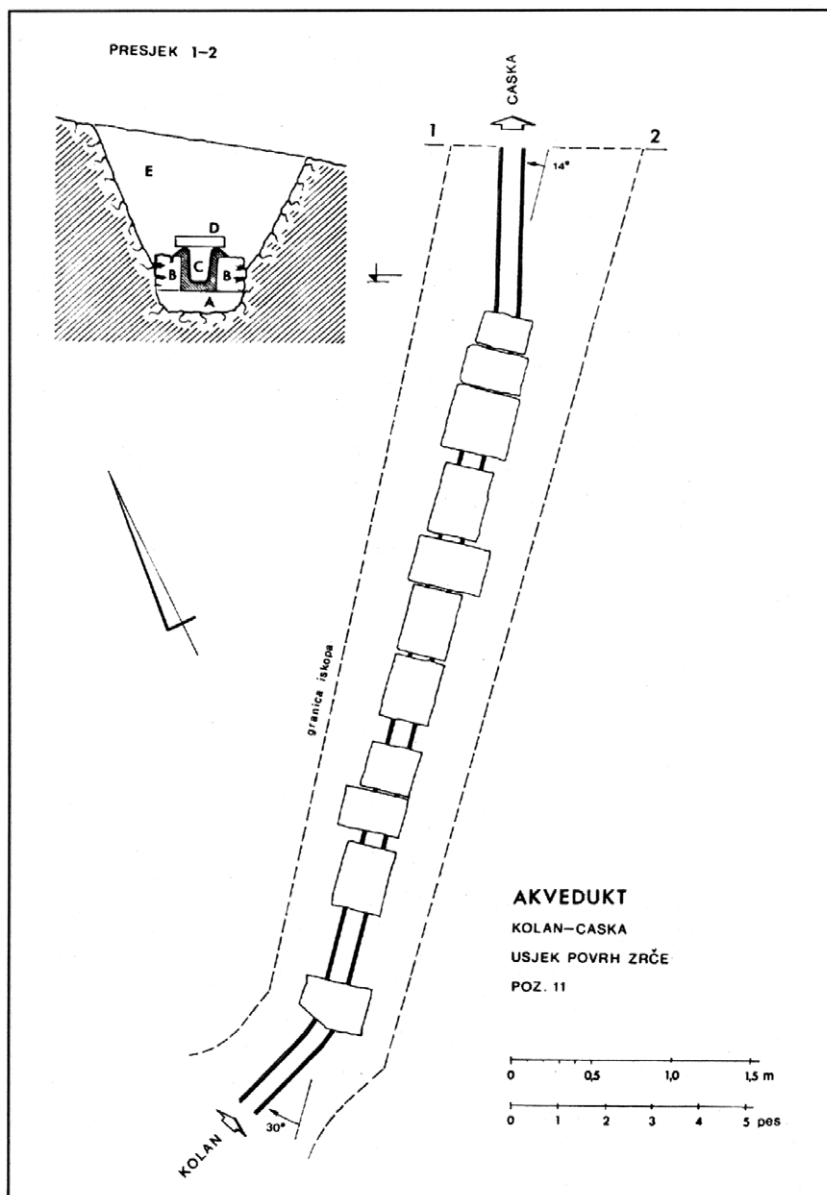 PRESJEK 1–2
E
D
C
B
B
A
CASKA
1
2
14°
granica iskopa
AKVEDUKT
KOLAN–CASKA
USJEK POVRH ZRČE
POZ. 11
0 0,5 1,0 1,5 m
0 1 2 3 4 5 pes
30°
KOLAN